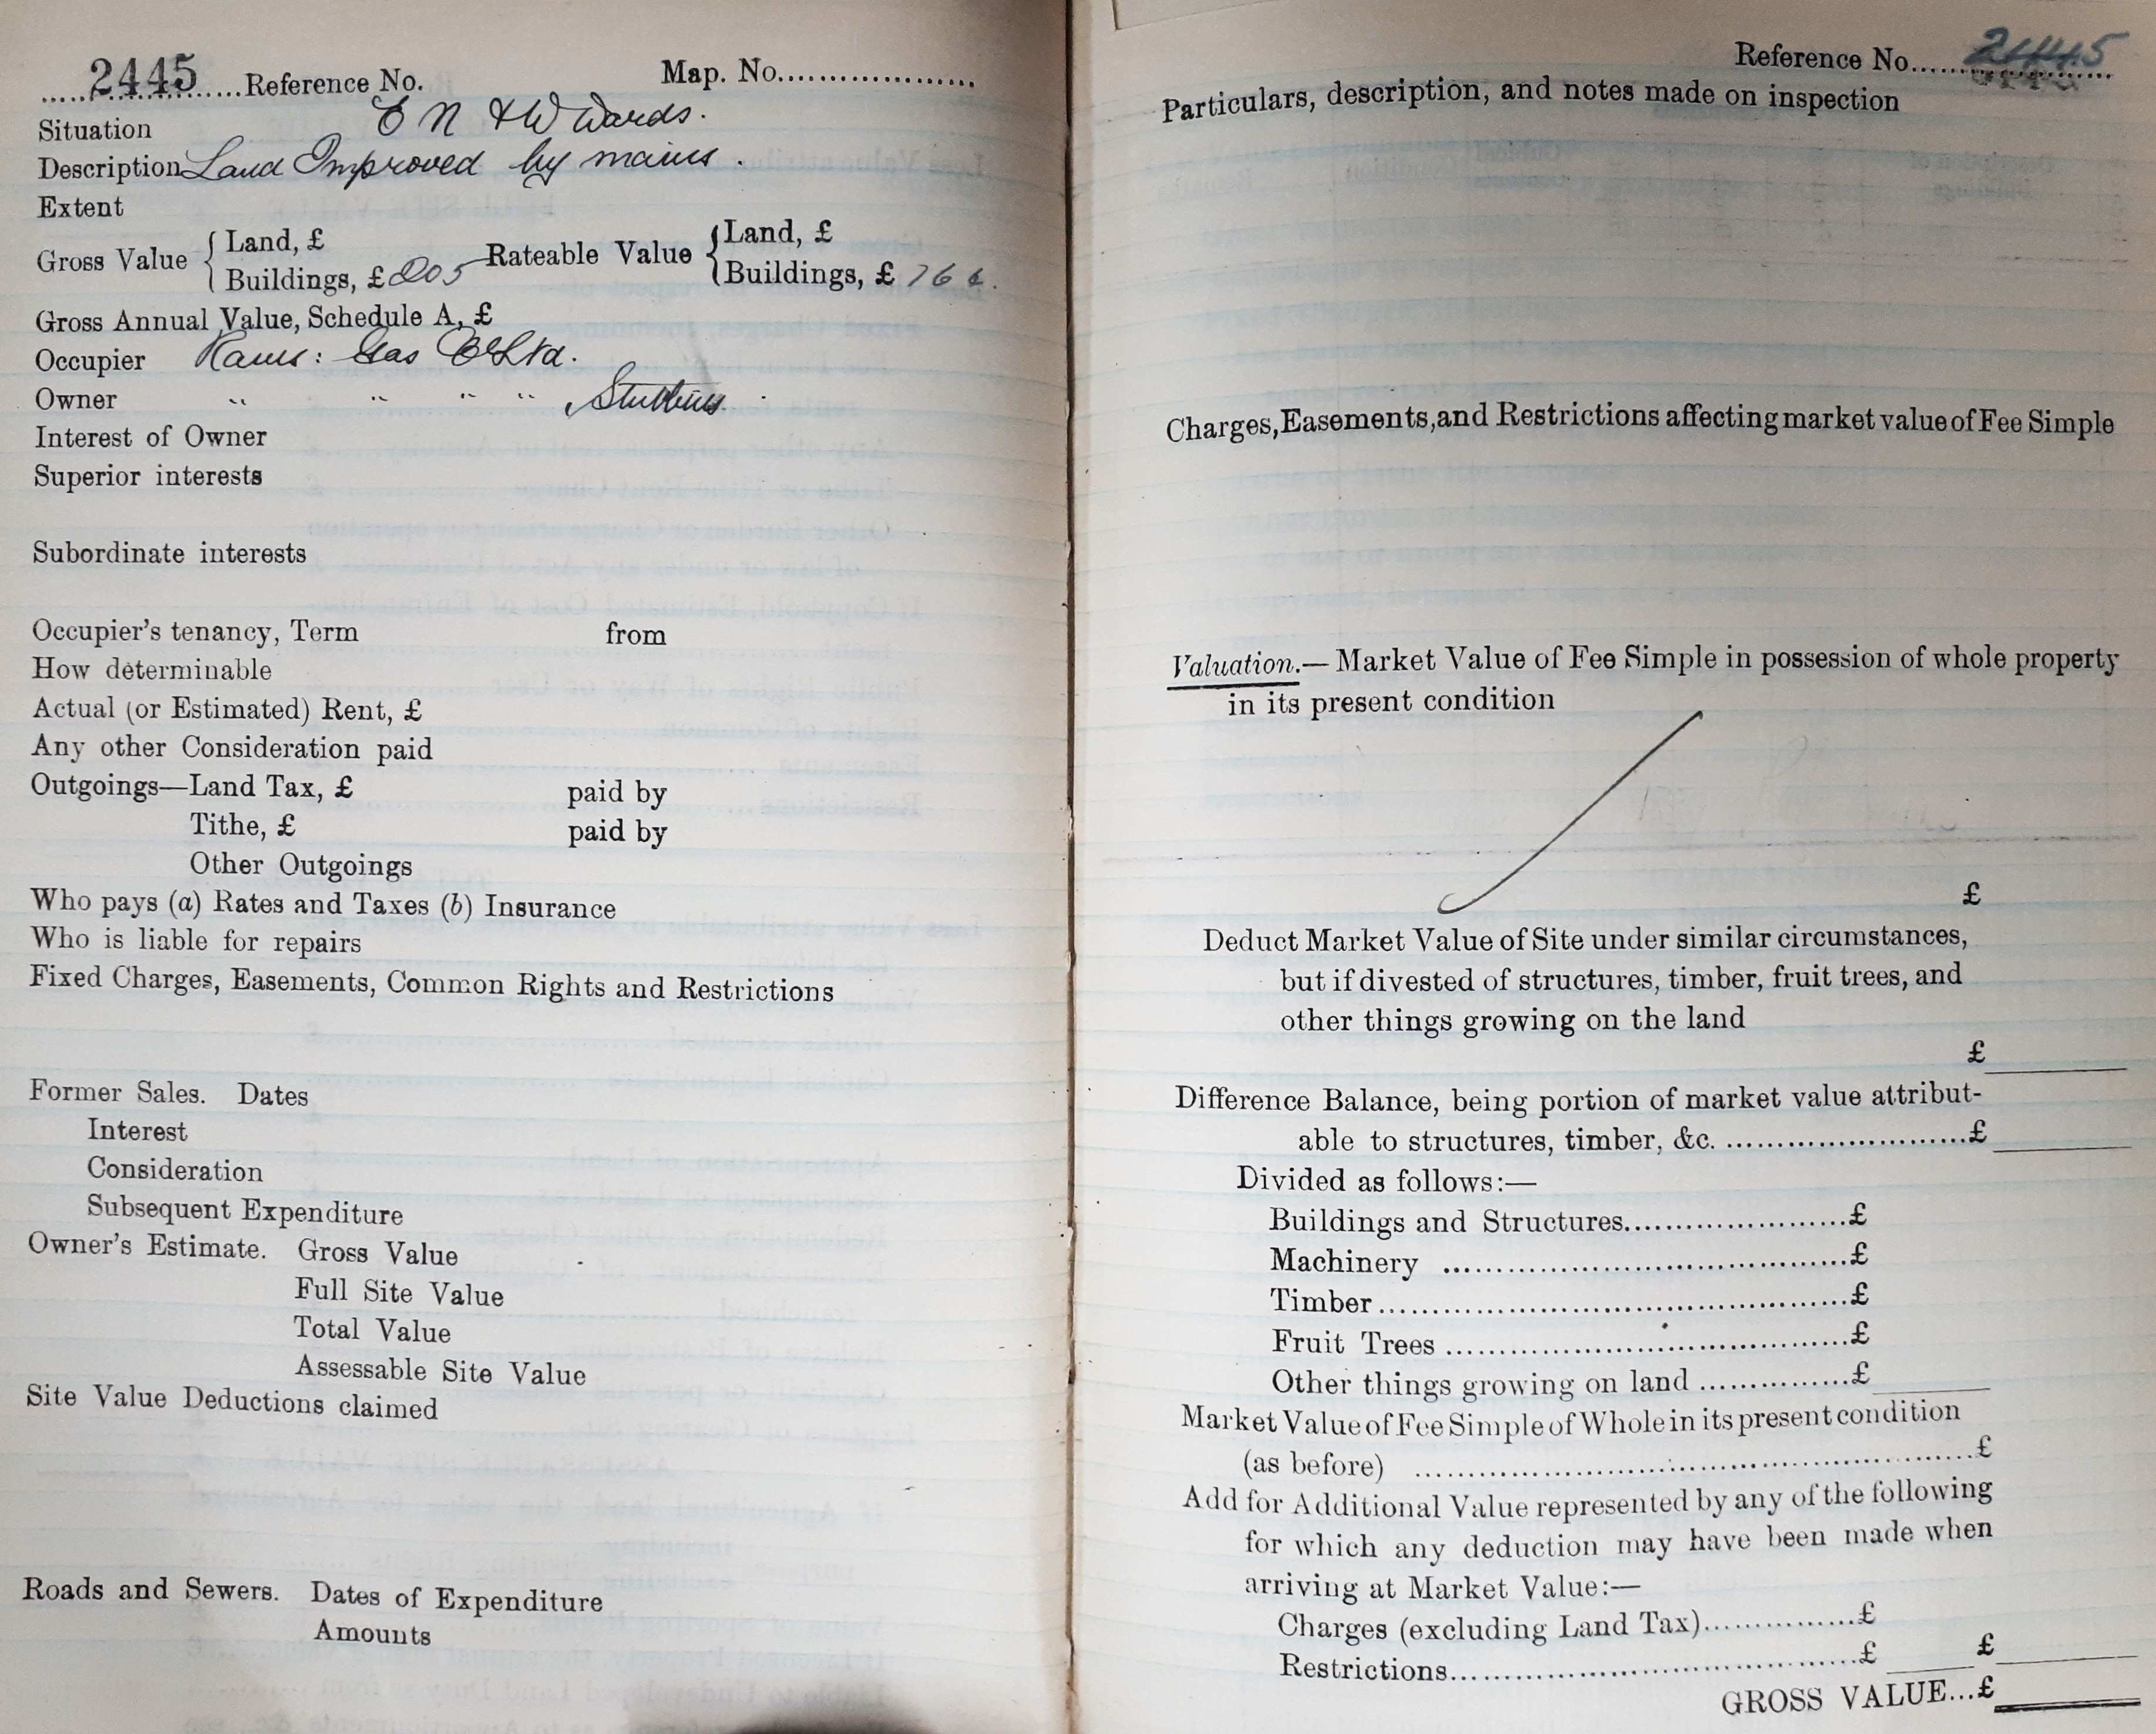 2445 Reference No. Map. No.
Situation E N & W Wards.
Description Land Improved by mains.
Extent
Gross Value { Land, £ Rateable Value { Land, £
Buildings, £ 205 Buildings, £
Gross Annual Value, Schedule A, £
Occupier Rams: Gas Co Ltd.
Owner " " " "
Interest of Owner
Superior interests
Subordinate interests
Occupier's tenancy, Term from
How determinable
Actual (or Estimated) Rent, £
Any other Consideration paid
Outgoings—Land Tax, £ paid by
Tithe, £ paid by
Other Outgoings
Who pays (a) Rates and Taxes (b) Insurance
Who is liable for repairs
Fixed Charges, Easements, Common Rights and Restrictions
Former Sales. Dates
Interest
Consideration
Subsequent Expenditure
Owner's Estimate. Gross Value
Full Site Value
Total Value
Assessable Site Value
Site Value Deductions claimed
Roads and Sewers. Dates of Expenditure
Amounts
Reference No. 2445
Particulars, description, and notes made on inspection
Charges, Easements, and Restrictions affecting market value of Fee Simple
Valuation.—Market Value of Fee Simple in possession of whole property
in its present condition
£
Deduct Market Value of Site under similar circumstances,
but if divested of structures, timber, fruit trees, and
other things growing on the land
£
Difference Balance, being portion of market value attribut-
able to structures, timber, &c. £
Divided as follows:—
Buildings and Structures £
Machinery £
Timber £
Fruit Trees £
Other things growing on land £
Market Value of Fee Simple of Whole in its present condition
(as before) £
Add for Additional Value represented by any of the following
for which any deduction may have been made when
arriving at Market Value:—
Charges (excluding Land Tax) £
Restrictions £ £
GROSS VALUE...£